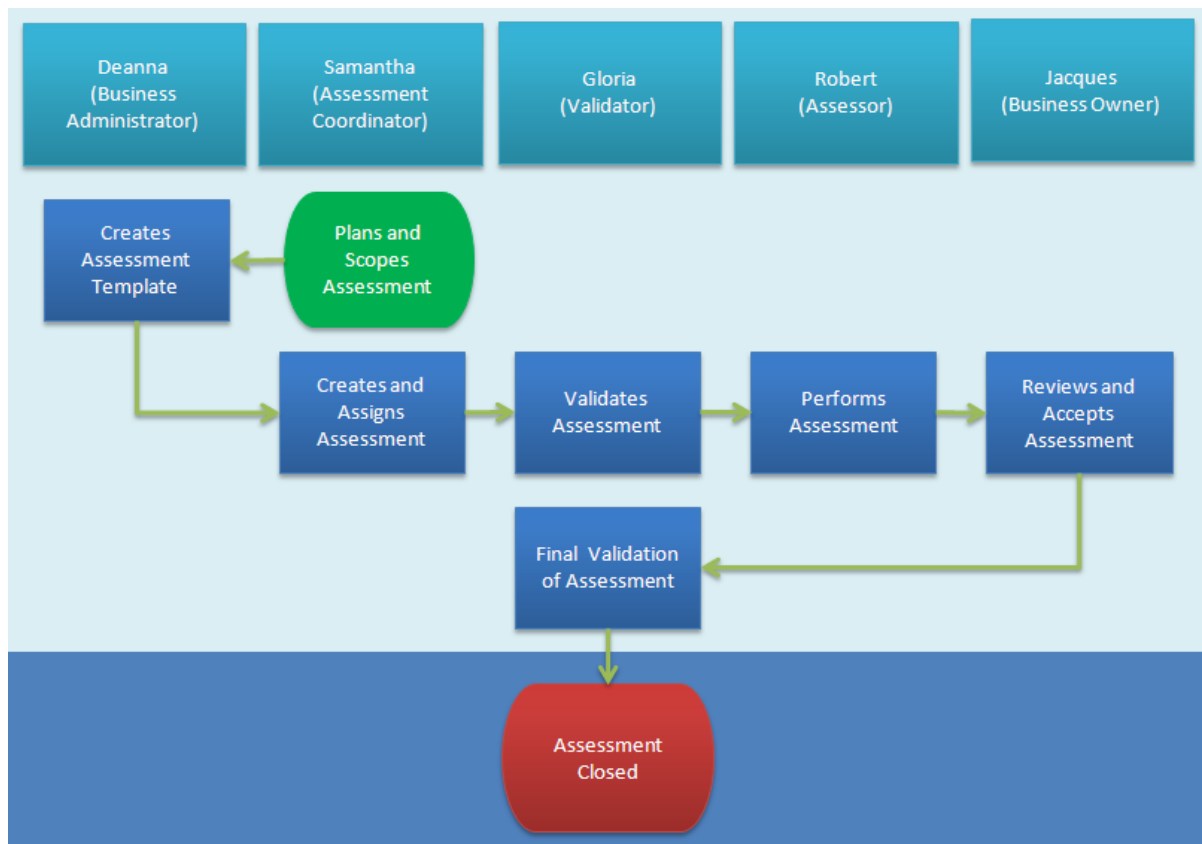 Deanna
(Business
Administrator)
Samantha
(Assessment
Coordinator)
Gloria
(Validator)
Robert
(Assessor)
Jacques
(Business Owner)
Creates
Assessment
Template
Plans and
Scopes
Assessment
Creates and
Assigns
Assessment
Validates
Assessment
Performs
Assessment
Reviews and
Accepts
Assessment
Final Validation
of Assessment
Assessment
Closed